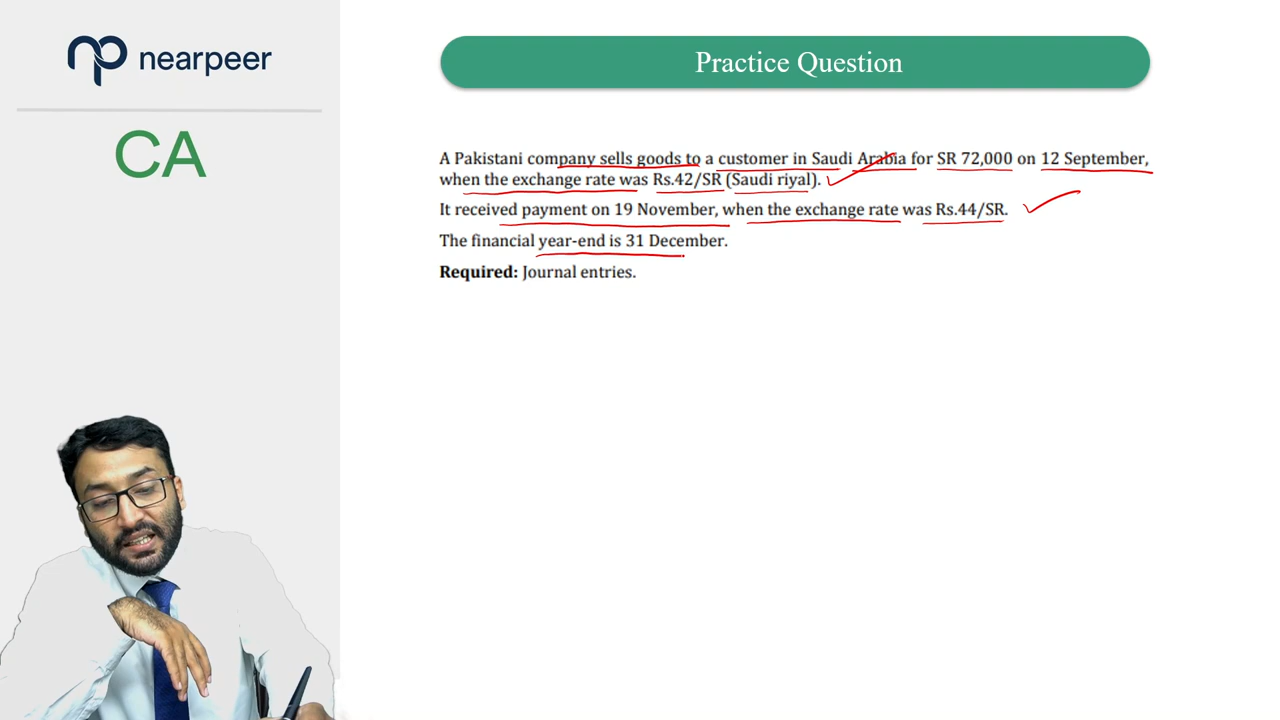 nearpeer
CA
Practice Question
A Pakistani company sells goods to a customer in Saudi Arabia for SR 72,000 on 12 September,
when the exchange rate was Rs.42/SR (Saudi riyal).
It received payment on 19 November, when the exchange rate was Rs.44/SR.
The financial year-end is 31 December.
Required: Journal entries.